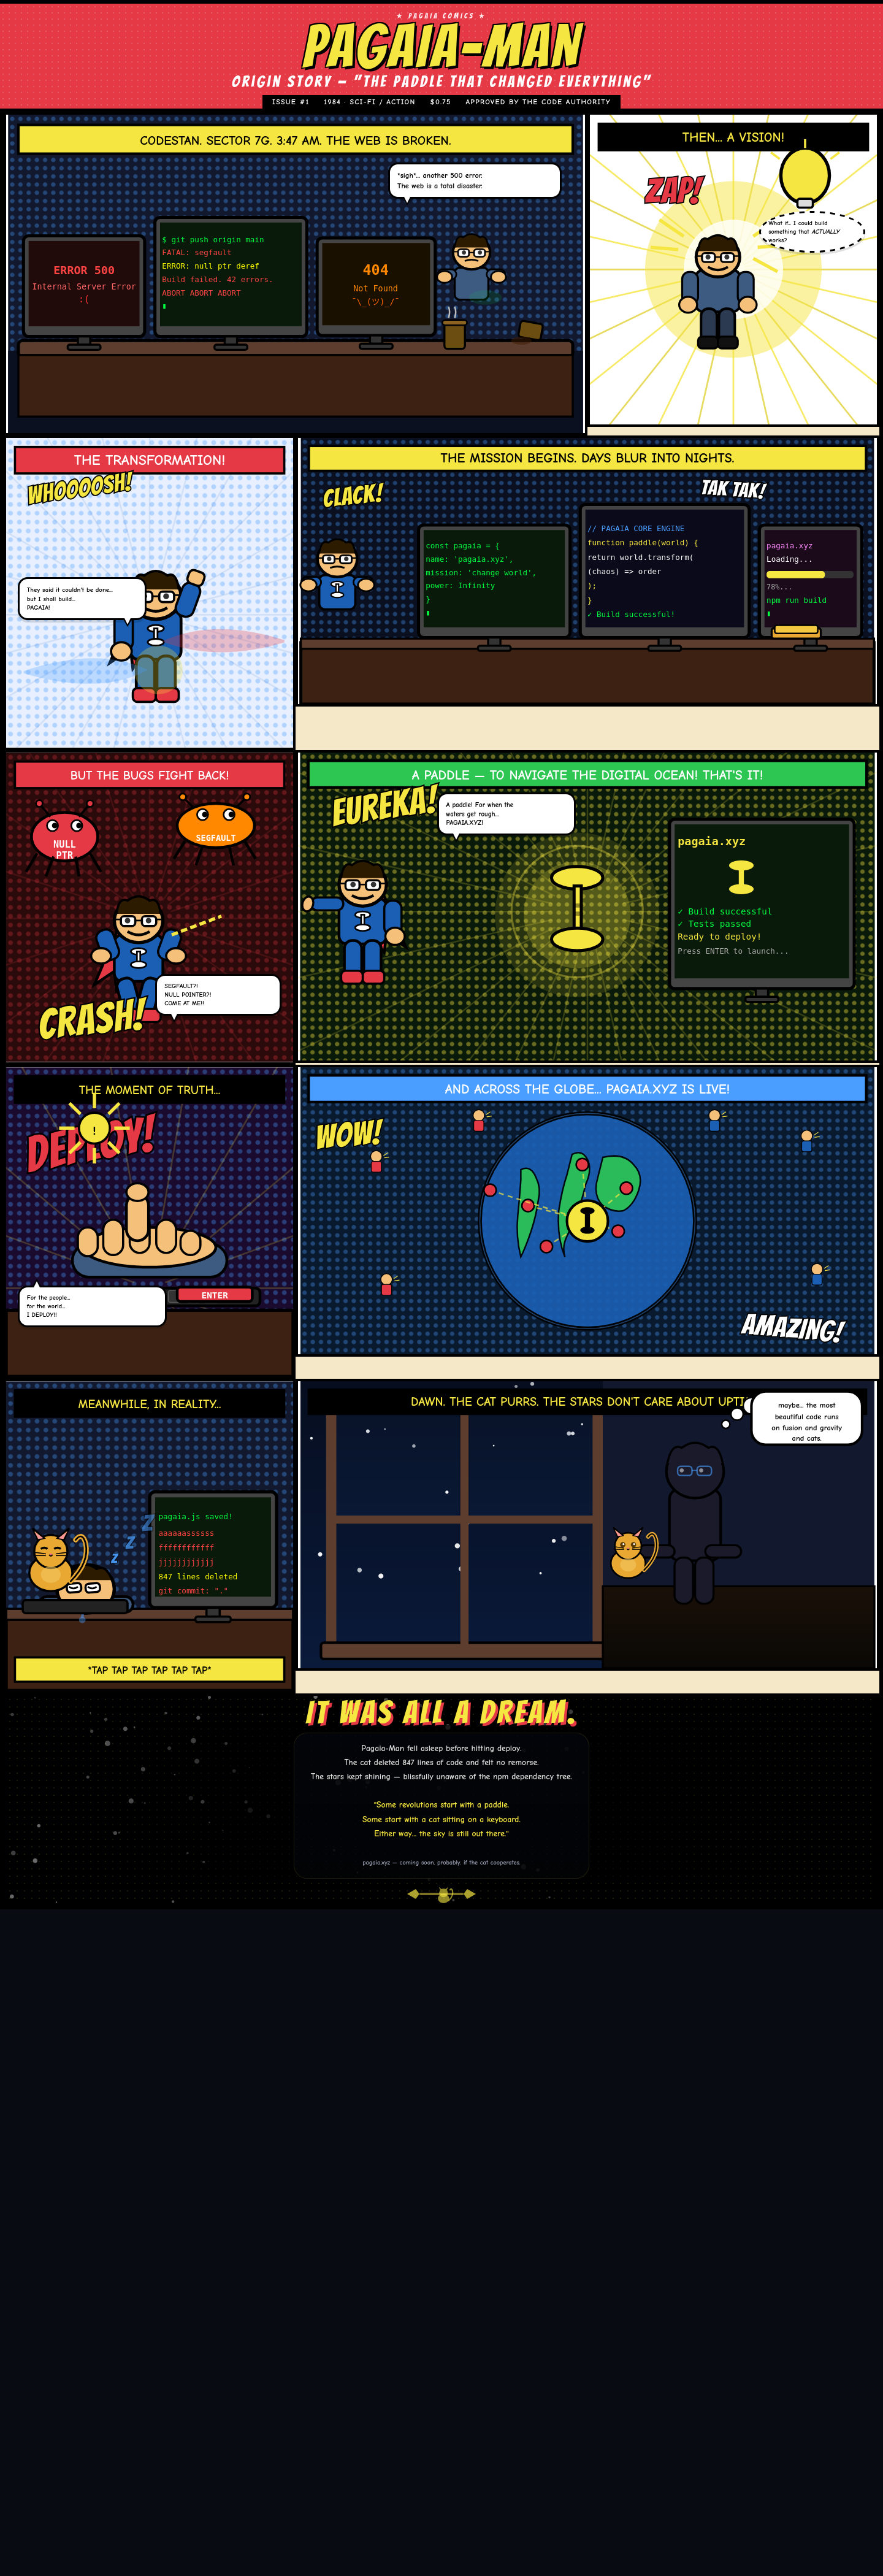 ★ PAGAIA COMICS ★
PAGAIA-MAN
ORIGIN STORY — "THE PADDLE THAT CHANGED EVERYTHING"
ISSUE #1 1984 · SCI-FI / ACTION $0.75 APPROVED BY THE CODE AUTHORITY
CODESTAN. SECTOR 7G. 3:47 AM. THE WEB IS BROKEN.
*sigh*... another 500 error.
The web is a total disaster.
ERROR 500
Internal Server Error
:(
$ git push origin main
FATAL: segfault
ERROR: null ptr deref
Build failed. 42 errors.
ABORT ABORT ABORT
▮
404
Not Found
¯\_(ツ)_/¯
THEN... A VISION!
ZAP!
What if... I could build
something that ACTUALLY
works?
THE TRANSFORMATION!
WHOOOOSH!
They said it couldn't be done...
but I shall build...
PAGAIA!
THE MISSION BEGINS. DAYS BLUR INTO NIGHTS.
CLACK!
TAK TAK!
const pagaia = {
name: 'pagaia.xyz',
mission: 'change world',
power: Infinity
}
▮
// PAGAIA CORE ENGINE
function paddle(world) {
return world.transform(
(chaos) => order
);
}
✓ Build successful!
pagaia.xyz
Loading...
78%...
npm run build
▮
BUT THE BUGS FIGHT BACK!
NULL
PTR
SEGFAULT
SEGFAULT?!
NULL POINTER?!
COME AT ME!!
CRASH!
A PADDLE — TO NAVIGATE THE DIGITAL OCEAN! THAT'S IT!
EUREKA!
A paddle! For when the
waters get rough...
PAGAIA.XYZ!
pagaia.xyz
✓ Build successful
✓ Tests passed
Ready to deploy!
Press ENTER to launch...
THE MOMENT OF TRUTH...
DEPLOY!
!
For the people...
for the world...
I DEPLOY!!
ENTER
AND ACROSS THE GLOBE... PAGAIA.XYZ IS LIVE!
WOW!
AMAZING!
MEANWHILE, IN REALITY...
z
Z
Z
pagaia.js saved!
aaaaaassssss
ffffffffffff
jjjjjjjjjjjj
847 lines deleted
git commit: "."
*TAP TAP TAP TAP TAP TAP*
DAWN. THE CAT PURRS. THE STARS DON'T CARE ABOUT UPTI
maybe... the most
beautiful code runs
on fusion and gravity
and cats.
IT WAS ALL A DREAM.
Pagaia-Man fell asleep before hitting deploy.
The cat deleted 847 lines of code and felt no remorse.
The stars kept shining — blissfully unaware of the npm dependency tree.
"Some revolutions start with a paddle.
Some start with a cat sitting on a keyboard.
Either way... the sky is still out there."
pagaia.xyz — coming soon. probably. if the cat cooperates.